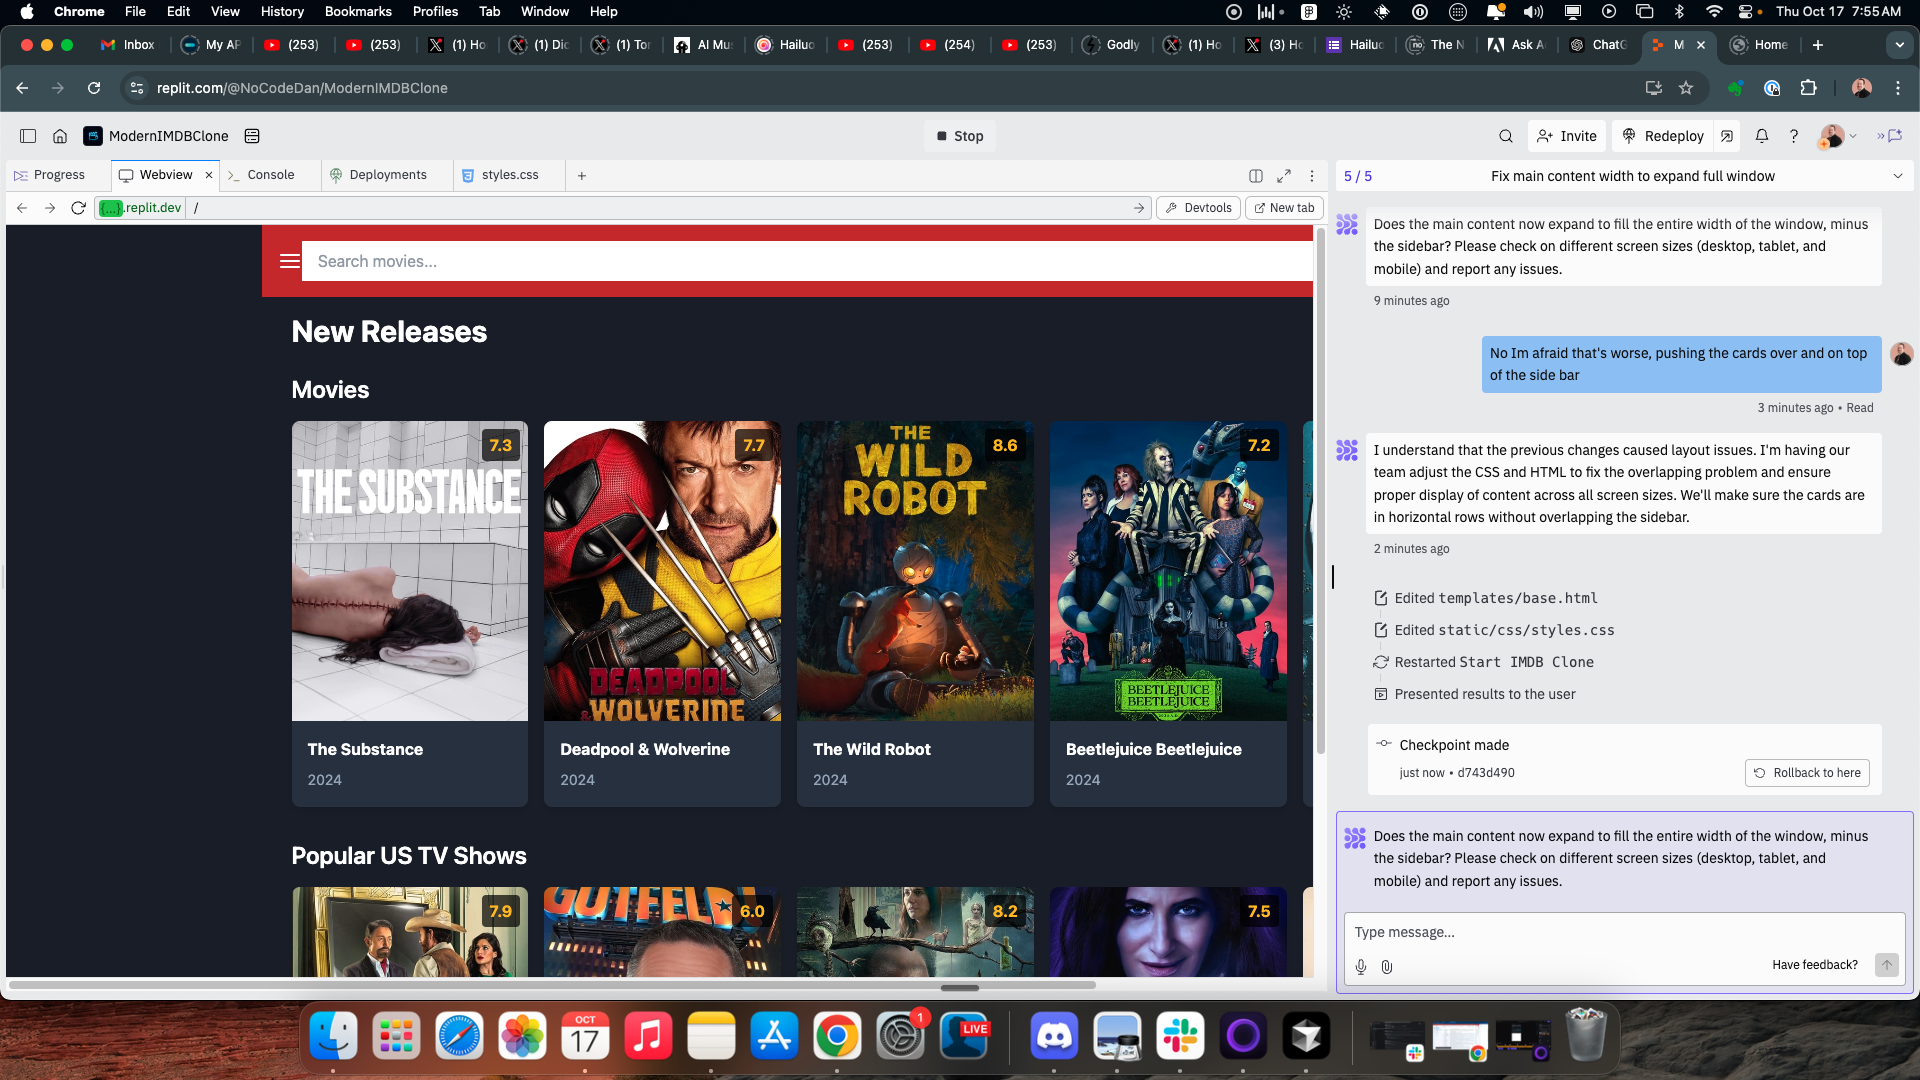 Chrome File Edit View History Bookmarks Profiles Tab Window Help Thu Oct 17 7:55 AM
Inbox My AP (253) (253) (1) Ho (1) Dic (1) Tor AI Mu Hailuo (253) (254) (253) Godly (1) Ho (3) Ho Hailuo The N Ask A ChatG M Home
replit.com/@NoCodeDan/ModernIMDBClone
ModernIMDBClone Stop Invite Redeploy
Progress Webview Console Deployments styles.css
{...}.replit.dev / Devtools New tab
Search movies...
New Releases
Movies
7.3 7.7 8.6 7.2
THE SUBSTANCE
THE WILD ROBOT
DEADPOOL & WOLVERINE
BEETLEJUICE BEETLEJUICE
The Substance
2024
Deadpool & Wolverine
2024
The Wild Robot
2024
Beetlejuice Beetlejuice
2024
Popular US TV Shows
7.9 6.0 8.2 7.5
GUTFELD
5 / 5 Fix main content width to expand full window
Does the main content now expand to fill the entire width of the window, minus
the sidebar? Please check on different screen sizes (desktop, tablet, and
mobile) and report any issues.
9 minutes ago
No Im afraid that's worse, pushing the cards over and on top
of the side bar
3 minutes ago • Read
I understand that the previous changes caused layout issues. I'm having our
team adjust the CSS and HTML to fix the overlapping problem and ensure
proper display of content across all screen sizes. We'll make sure the cards are
in horizontal rows without overlapping the sidebar.
2 minutes ago
Edited templates/base.html
Edited static/css/styles.css
Restarted Start IMDB Clone
Presented results to the user
Checkpoint made
just now • d743d490 Rollback to here
Does the main content now expand to fill the entire width of the window, minus
the sidebar? Please check on different screen sizes (desktop, tablet, and
mobile) and report any issues.
Type message...
Have feedback?
OCT
17
1
LIVE